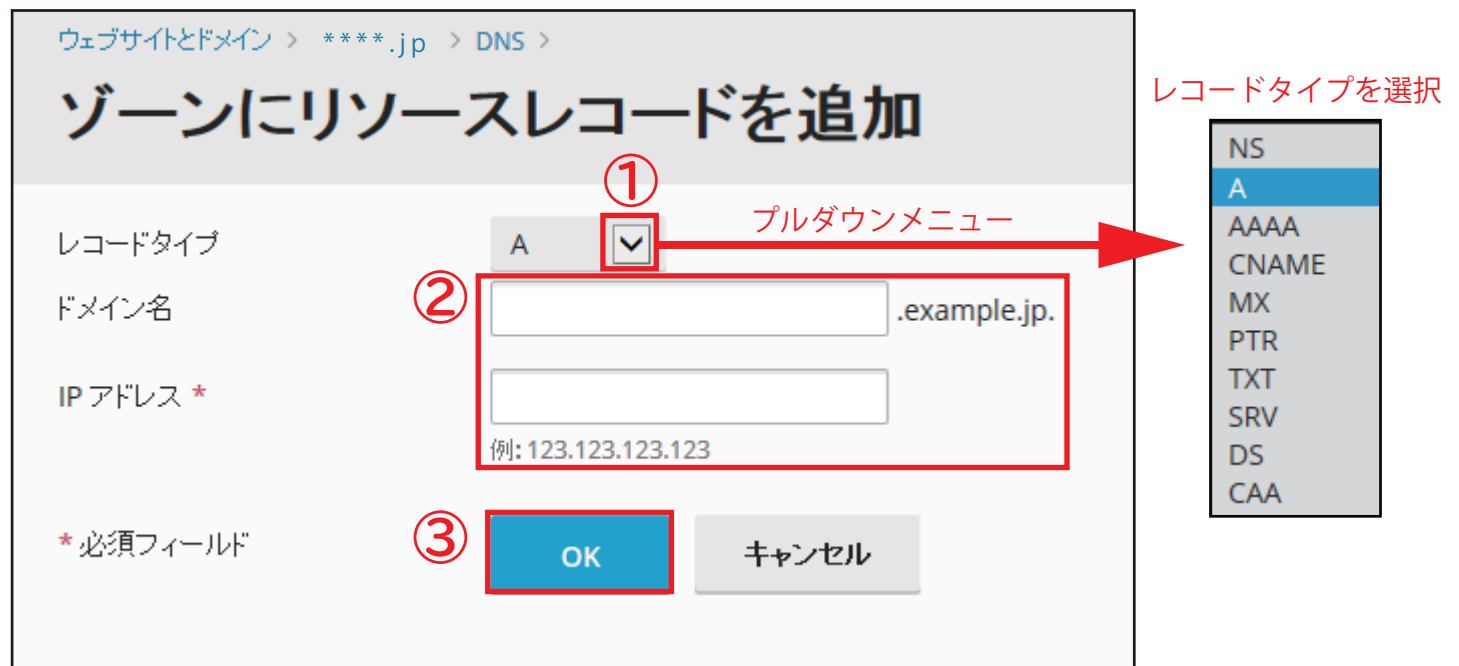 ウェブサイトとドメイン > ****.jp > DNS >
ゾーンにリソースレコードを追加
レコードタイプを選択
①
プルダウンメニュー
レコードタイプ A
②
ドメイン名 .example.jp.
IP アドレス *
例: 123.123.123.123
③
* 必須フィールド OK キャンセル
NS
A
AAAA
CNAME
MX
PTR
TXT
SRV
DS
CAA